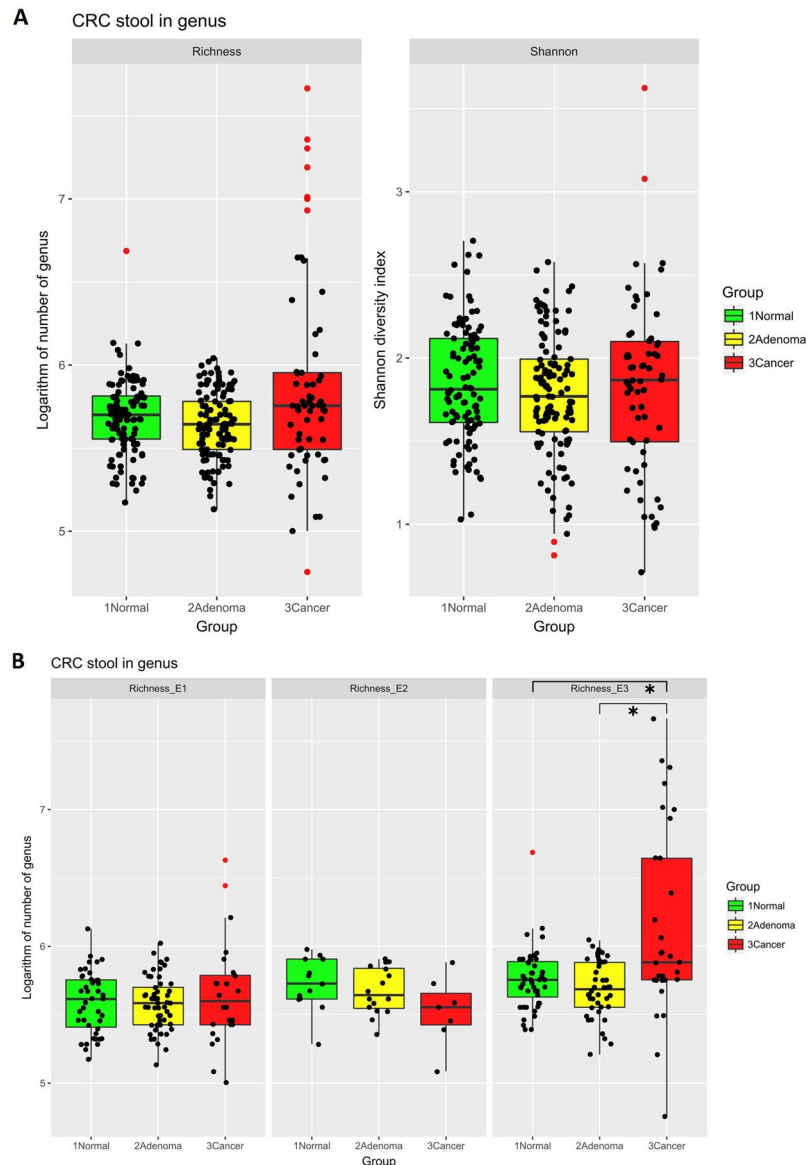 A
CRC stool in genus
Richness
Shannon
Logarithm of number of genus
7
6
5
1Normal
2Adenoma
3Cancer
Group
Shannon diversity index
3
2
1
1Normal
2Adenoma
3Cancer
Group
Group
1Normal
2Adenoma
3Cancer
B
CRC stool in genus
Richness_E1
Richness_E2
Richness_E3
*
*
Logarithm of number of genus
7
6
5
1Normal
2Adenoma
3Cancer
1Normal
2Adenoma
3Cancer
1Normal
2Adenoma
3Cancer
Group
Group
1Normal
2Adenoma
3Cancer